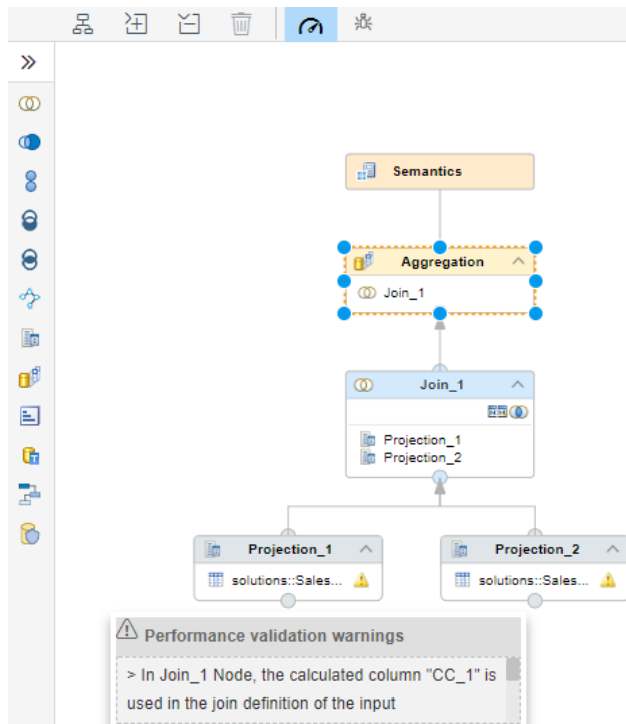 Semantics
Aggregation
Join_1
Join_1
Projection_1
Projection_2
Projection_1
Projection_2
solutions::Sales...
solutions::Sales...
Performance validation warnings
> In Join_1 Node, the calculated column "CC_1" is
used in the join definition of the input